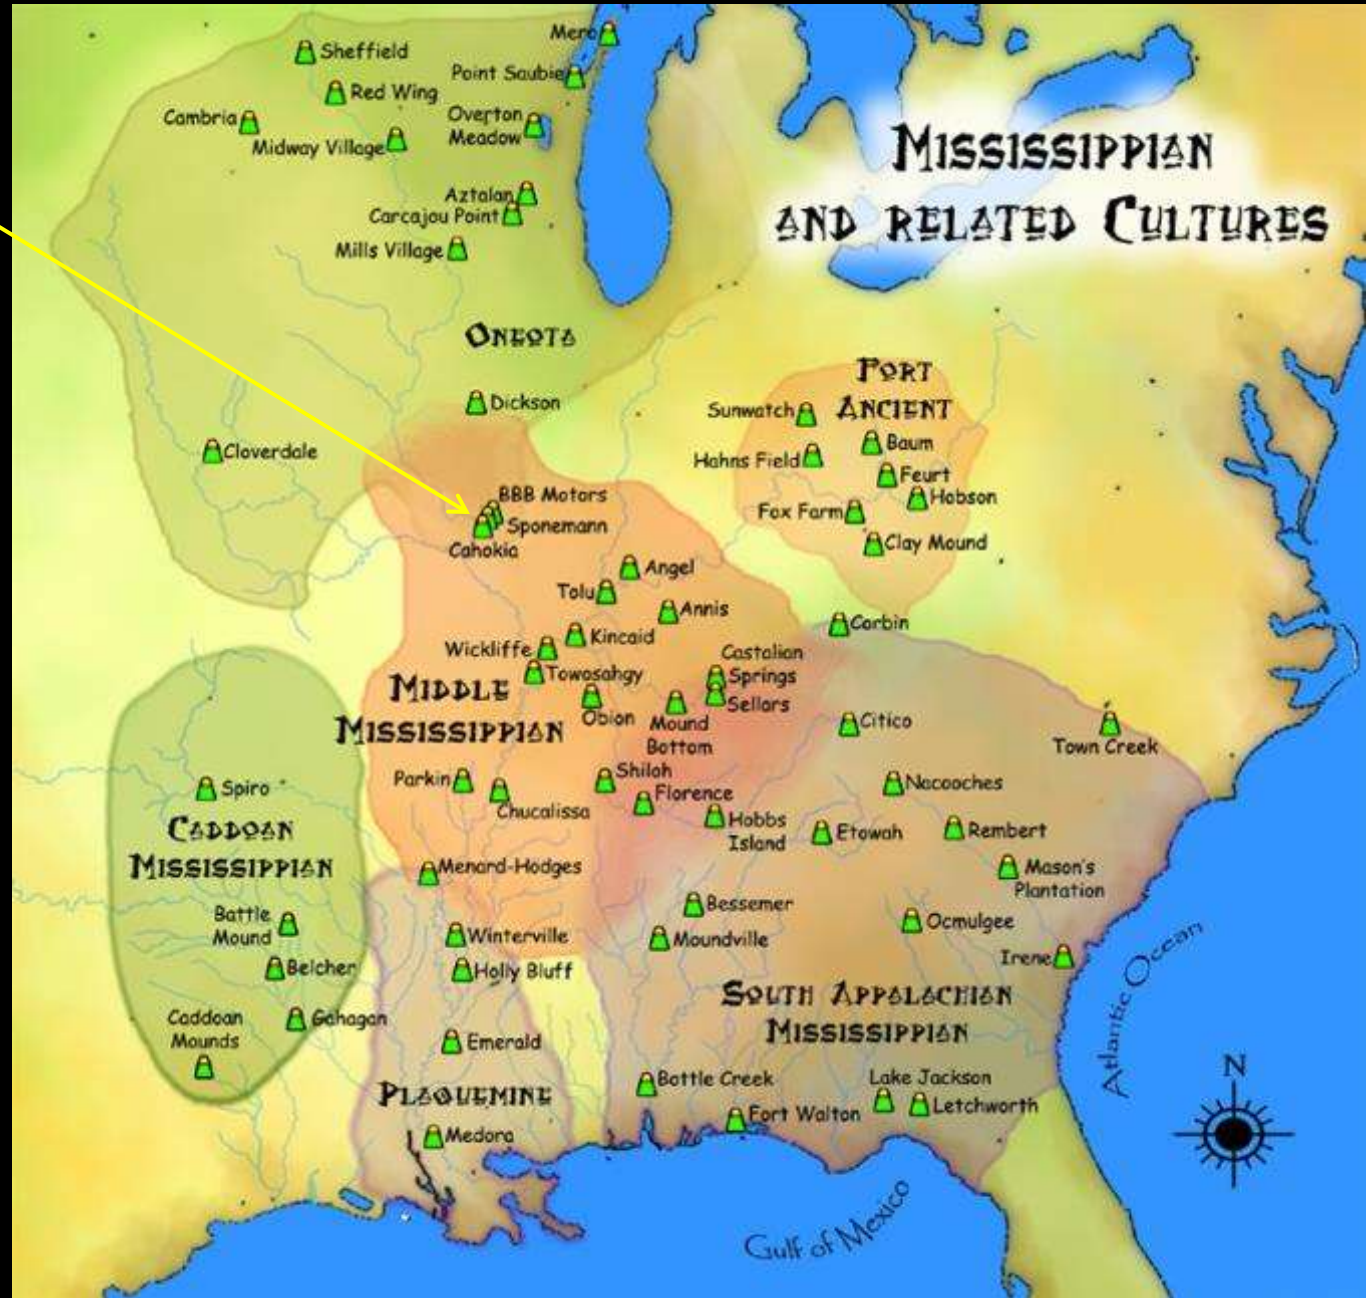 Mero
Sheffield
Point Saubie
Red Wing
Cambria
Overton
Meadow
Midway Village
MISSISSIPPIAN
AND RELATED CULTURES
Aztalan
Carcajou Point
Mills Village
ONEOTA
FORT
ANCIENT
Dickson
Sunwatch
Baum
Cloverdale
Hahns Field
Feurt
Hobson
BBB Motors
Fox Farm
Sponemann
Cahokia
Clay Mound
Angel
Tolu
Annis
Corbin
Kincaid
Wickliffe
Castalian
Springs
Towosahgy
Sellars
MIDDLE
MISSISSIPPIAN
Obion
Mound
Bottom
Citico
Town Creek
Parkin
Shiloh
Nacooches
Spiro
Chucalissa
Florence
Hobbs
Island
Etowah
Rembert
CADDOAN
MISSISSIPPIAN
Menard-Hodges
Mason's
Plantation
Bessemer
Battle
Mound
Ocmulgee
Winterville
Moundville
Irene
Belcher
Holly Bluff
SOUTH APPALACHIAN
MISSISSIPPIAN
Atlantic Ocean
Caddoan
Mounds
Gahagan
Emerald
N
PLAQUEMINE
Bottle Creek
Lake Jackson
Letchworth
Fort Walton
Medora
Gulf of Mexico